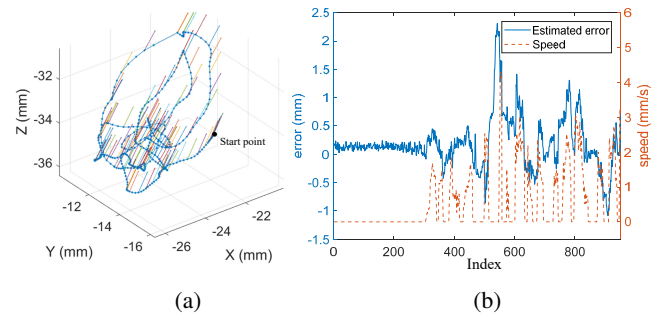 -32
-34
-36
Z (mm)
Start point
-12
-14
-16
Y (mm)
-26
-24
-22
X (mm)
(a)
2.5
2
1.5
1
0.5
0
-0.5
-1
-1.5
error (mm)
Estimated error
Speed
6
5
4
3
2
1
0
speed (mm/s)
0
200
400
600
800
Index
(b)